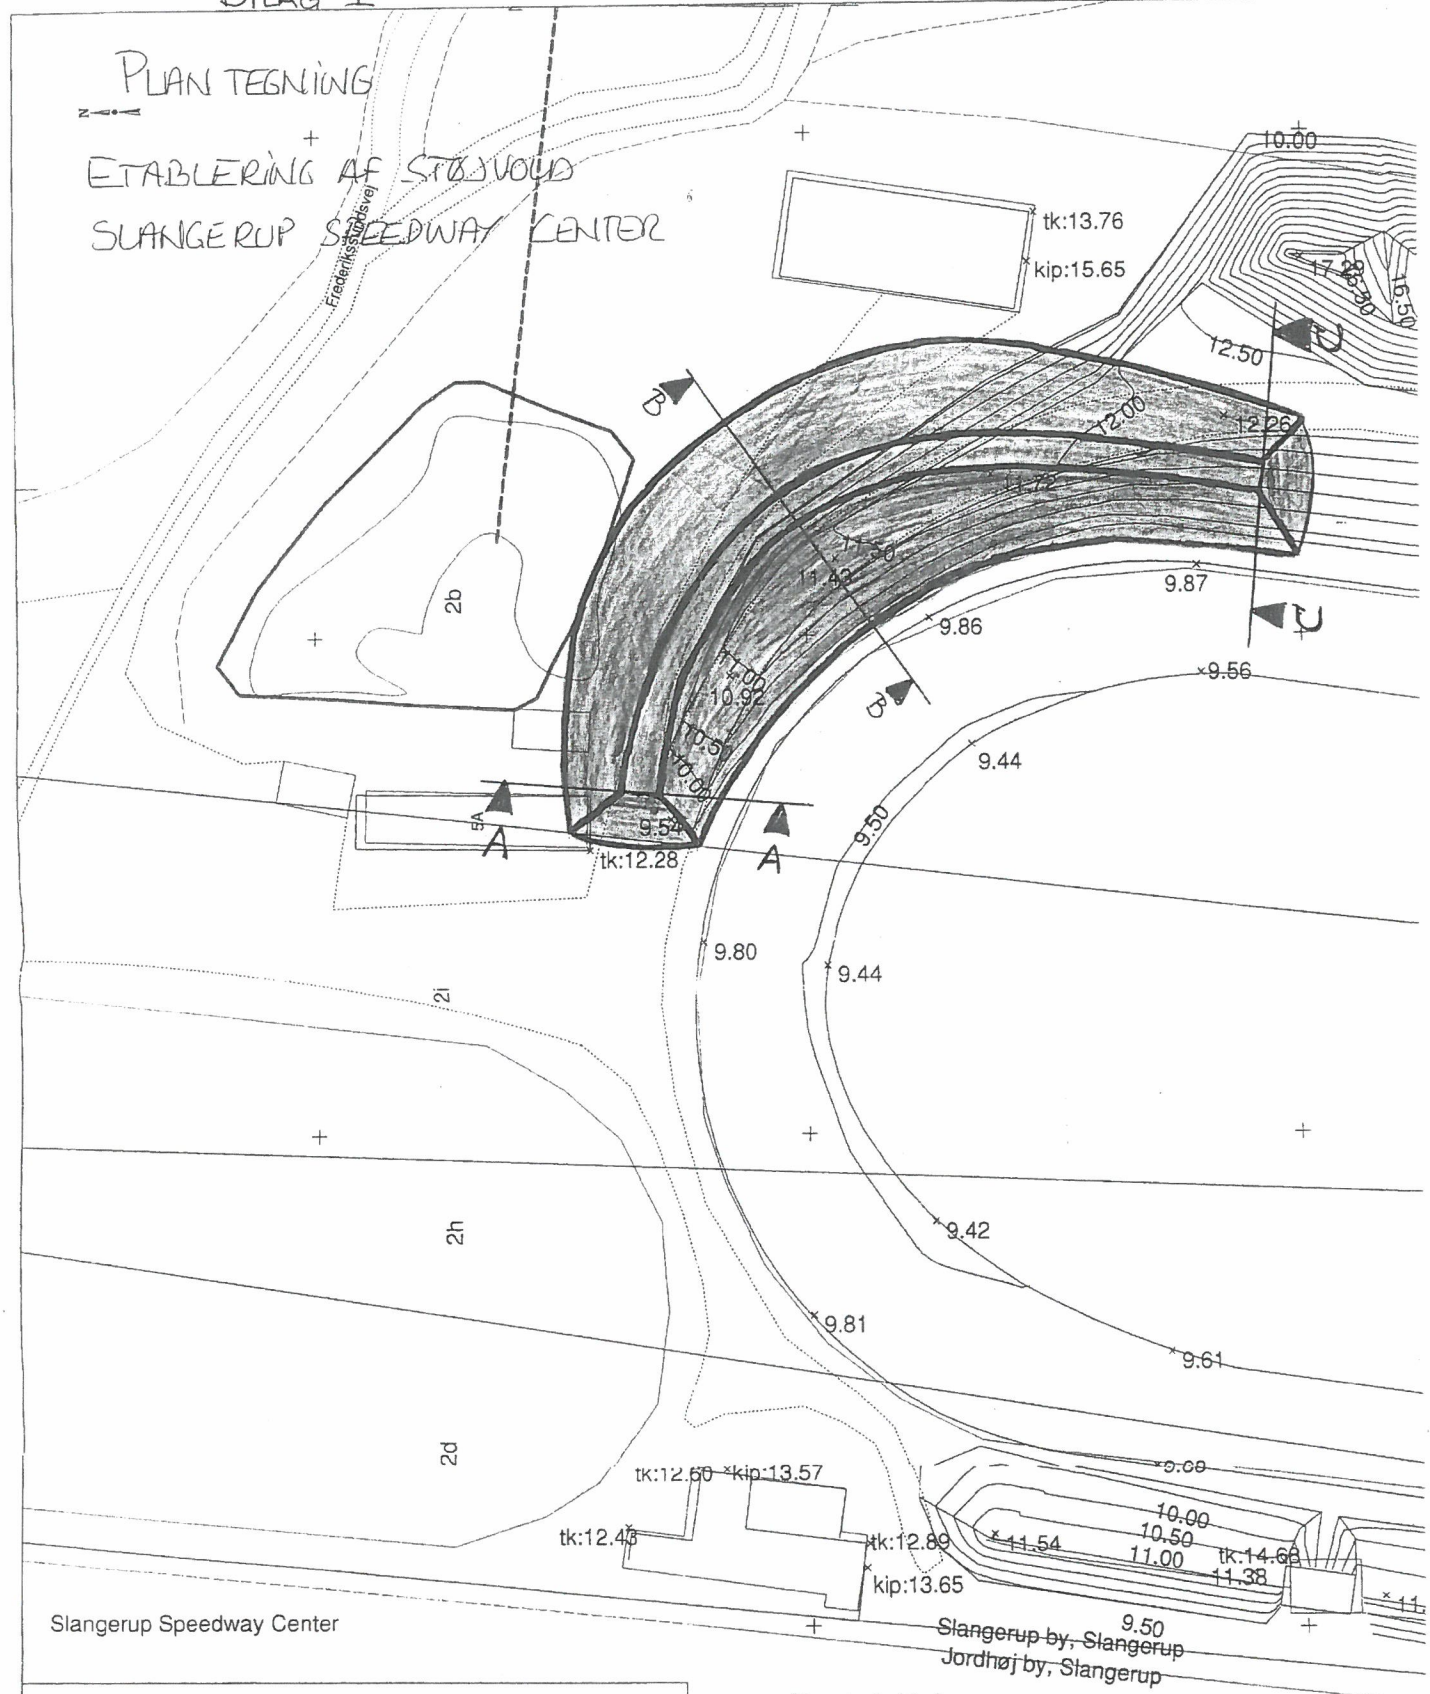 BILAG 1
PLAN TEGNING
N
ETABLERING AF STØJVOLD
SLANGERUP SPEEDWAY CENTER
Frederikssundsvej
10.00
tk:13.76
kip:15.65
16.50
12.50
B
12.00
12.26
11.72
11.50
11.43
2b
9.87
9.86
11.00
10.92
9.56
B
10.50
10.00
9.44
5A
A
9.54
A
9.50
tk:12.28
9.80
9.44
2i
2h
9.42
9.81
9.61
2d
tk:12.60
kip:13.57
10.00
10.50
tk:12.43
tk:12.89
11.54
11.00
tk:14.68
11.38
kip:13.65
11.
9.50
Slangerup Speedway Center
Slangerup by, Slangerup
Jordhøj by, Slangerup